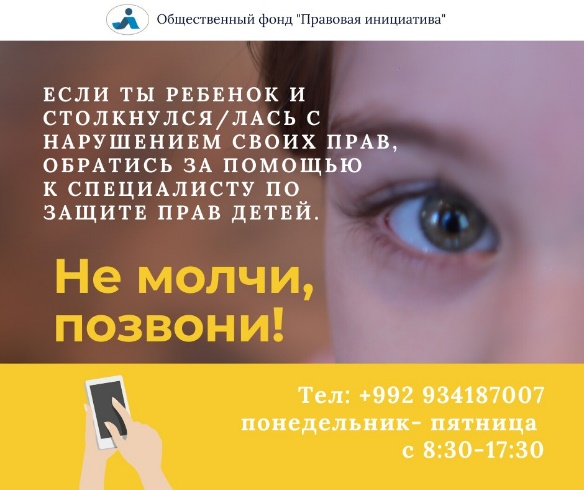 Общественный фонд "Правовая инициатива"
ЕСЛИ ТЫ РЕБЕНОК И
СТОЛКНУЛСЯ/ЛАСЬ С
НАРУШЕНИЕМ СВОИХ ПРАВ,
ОБРАТИСЬ ЗА ПОМОЩЬЮ
К СПЕЦИАЛИСТУ ПО
ЗАЩИТЕ ПРАВ ДЕТЕЙ.
Не молчи,
позвони!
Тел: +992 934187007
понедельник- пятница
с 8:30-17:30